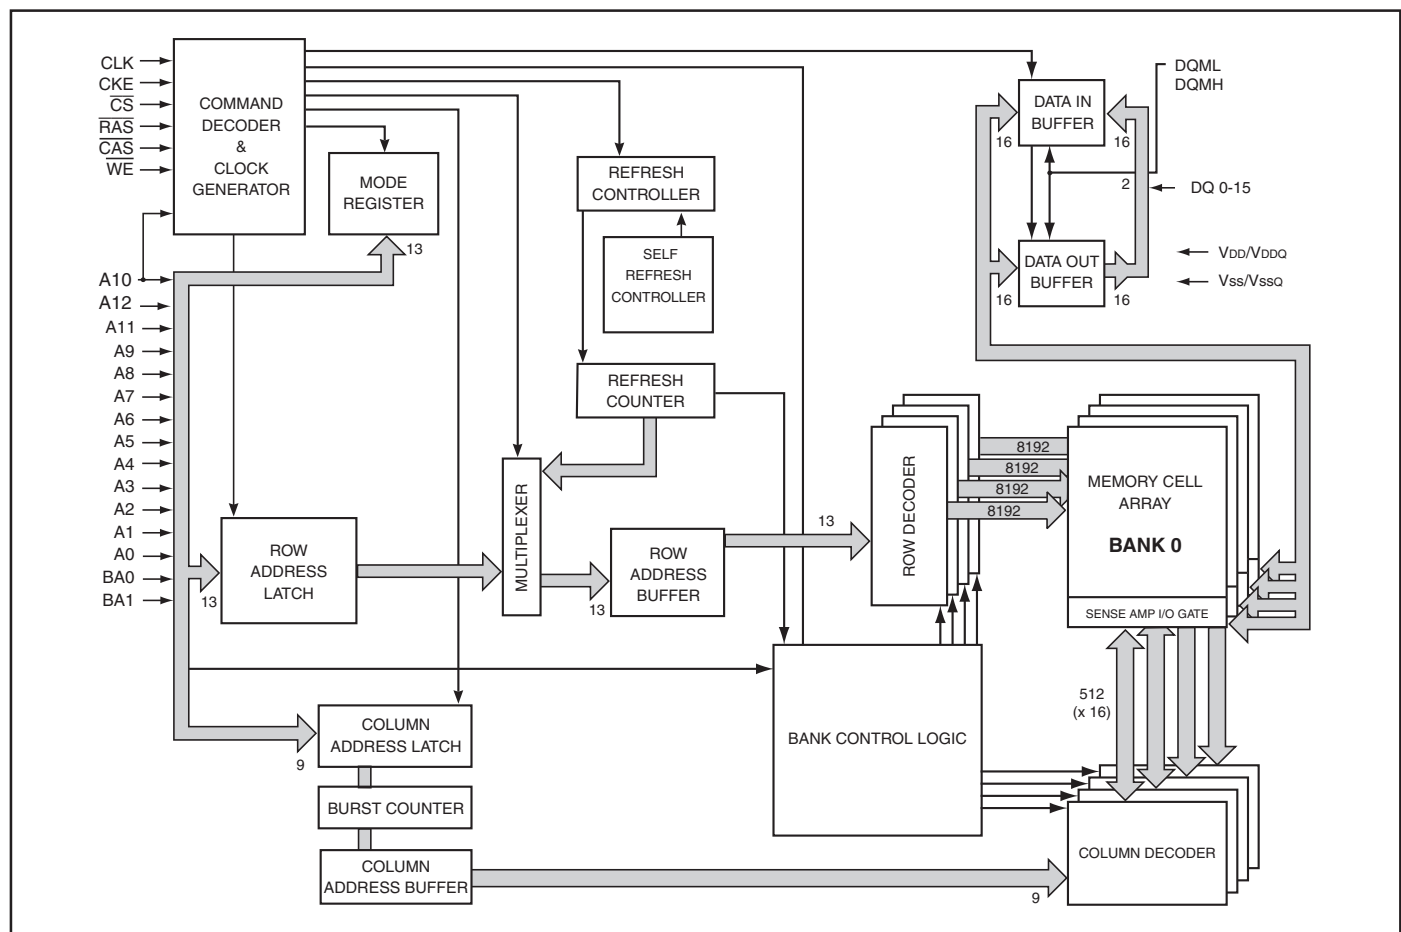 CLK
CKE
CS
RAS
CAS
WE
A10
A12
A11
A9
A8
A7
A6
A5
A4
A3
A2
A1
A0
BA0
BA1
COMMAND
DECODER
&
CLOCK
GENERATOR
MODE
REGISTER
13
REFRESH
CONTROLLER
SELF
REFRESH
CONTROLLER
REFRESH
COUNTER
DATA IN
BUFFER
16
16
DQML
DQMH
2
DQ 0-15
DATA OUT
BUFFER
16
16
VDD/VDDQ
Vss/VssQ
13
ROW
ADDRESS
LATCH
MULTIPLEXER
13
ROW
ADDRESS
BUFFER
13
ROW DECODER
8192
8192
8192
8192
MEMORY CELL
ARRAY
BANK 0
SENSE AMP I/O GATE
512
(x 16)
BANK CONTROL LOGIC
9
COLUMN
ADDRESS LATCH
BURST COUNTER
COLUMN
ADDRESS BUFFER
9
COLUMN DECODER